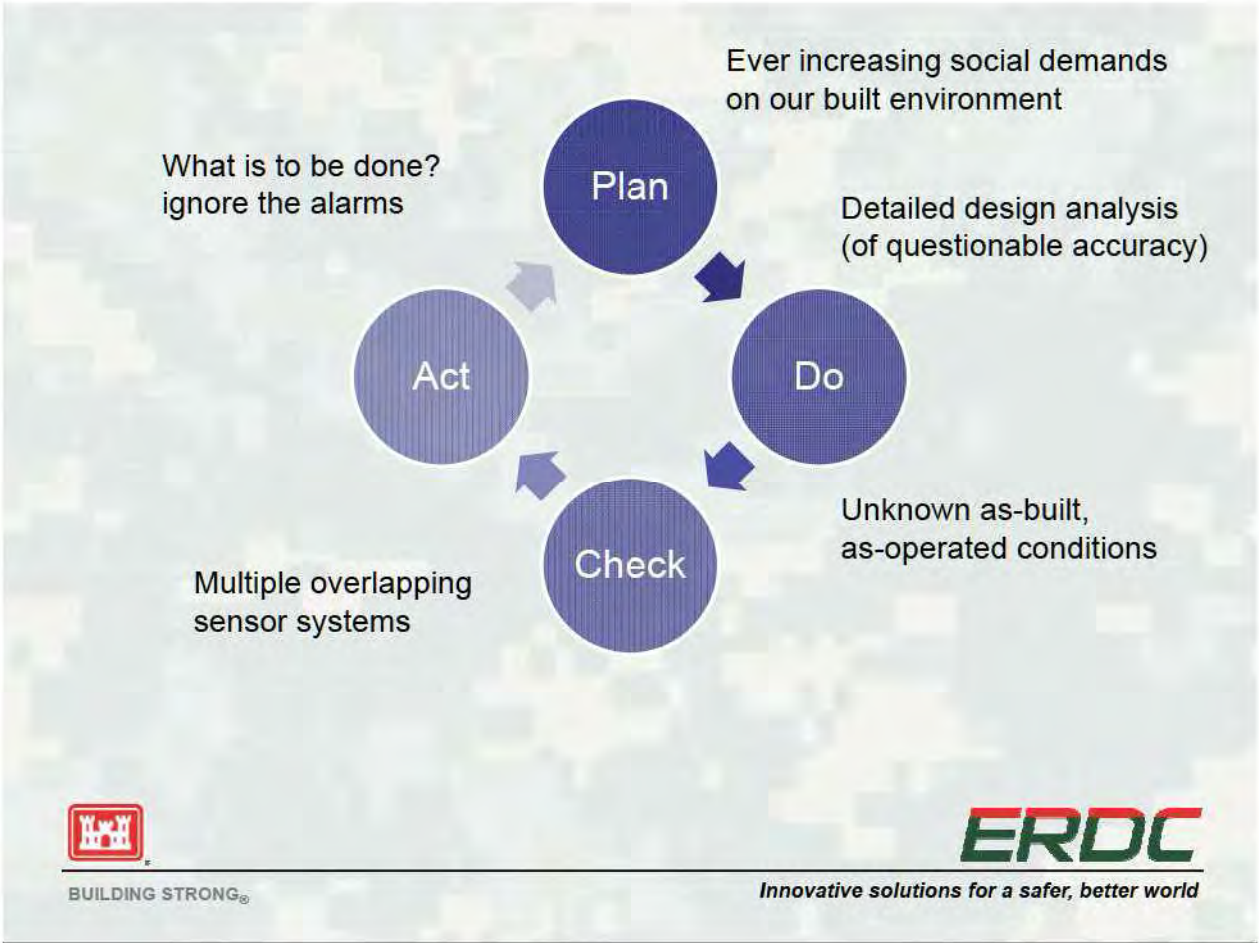 Ever increasing social demands
on our built environment
What is to be done?
ignore the alarms
Plan
Detailed design analysis
(of questionable accuracy)
Act
Do
Unknown as-built,
as-operated conditions
Check
Multiple overlapping
sensor systems
ERDC
BUILDING STRONG®
Innovative solutions for a safer, better world